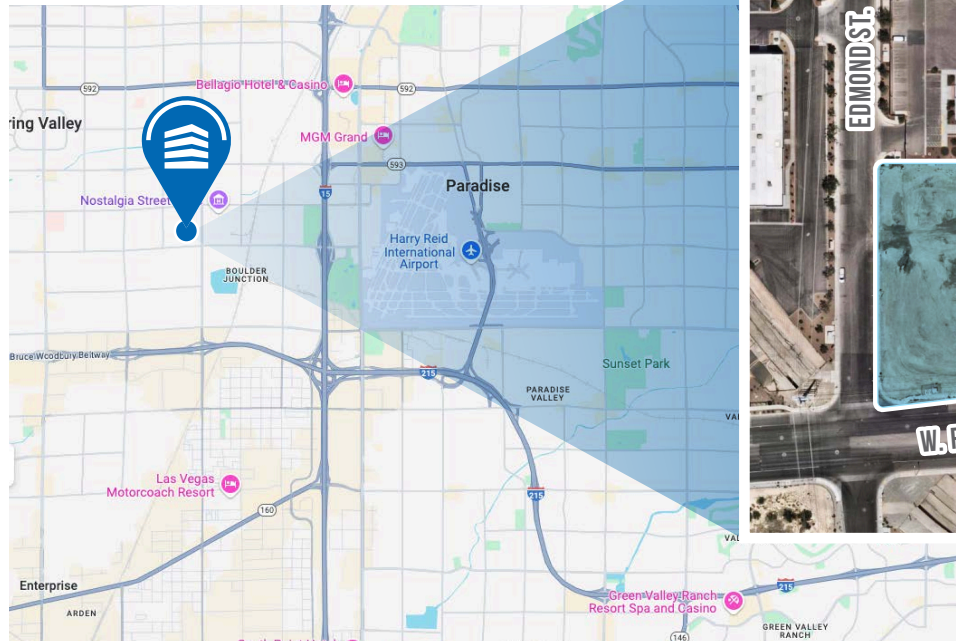 EDMOND ST.
592
Bellagio Hotel & Casino
592
ring Valley
MGM Grand
593
15
Paradise
Nostalgia Street
Harry Reid
International
Airport
BOULDER
JUNCTION
Bruce Woodbury Beltway
215
Sunset Park
PARADISE
VALLEY
W.
Las Vegas
Motorcoach Resort
215
160
Enterprise
ARDEN
215
Green Valley Ranch
Resort Spa and Casino
GREEN VALLEY
RANCH
146